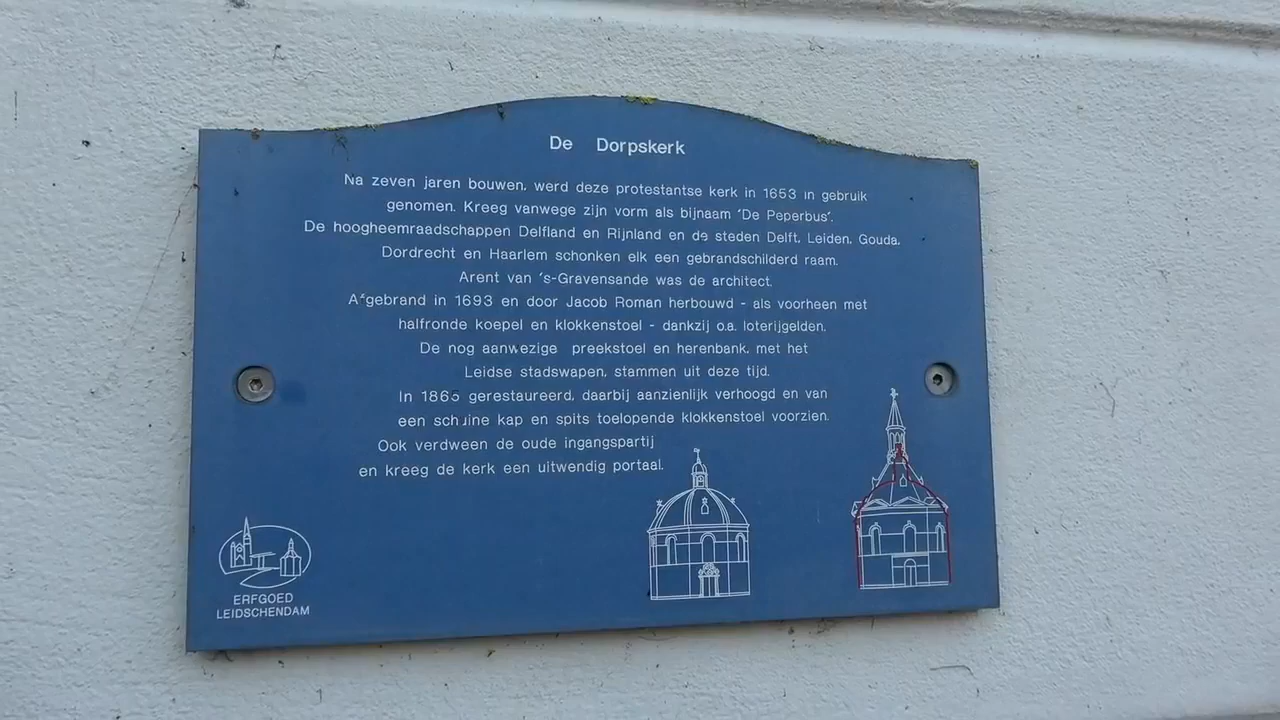 De Dorpskerk
Na zeven jaren bouwen, werd deze protestantse kerk in 1653 in gebruik
genomen. Kreeg vanwege zijn vorm als bijnaam 'De Peperbus'.
De hoogheemraadschappen Delfland en Rijnland en de steden Delft, Leiden, Gouda,
Dordrecht en Haarlem schonken elk een gebrandschilderd raam.
Arent van 's-Gravensande was de architect.
Afgebrand in 1693 en door Jacob Roman herbouwd - als voorheen met
halfronde koepel en klokkenstoel - dankzij o.a. loterijgelden.
De nog aanwezige preekstoel en herenbank, met het
Leidse stadswapen, stammen uit deze tijd.
In 1865 gerestaureerd, daarbij aanzienlijk verhoogd en van
een schuine kap en spits toelopende klokkenstoel voorzien.
Ook verdween de oude ingangspartij
en kreeg de kerk een uitwendig portaal.
ERFGOED
LEIDSCHENDAM